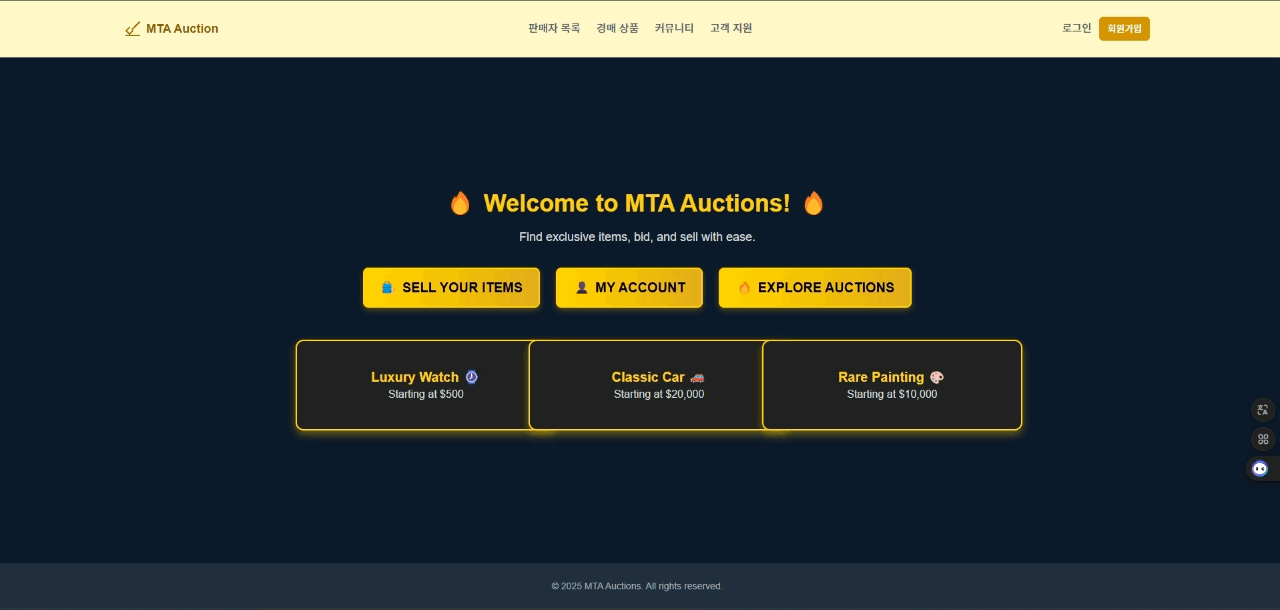 MTA Auction
판매자 목록 경매 상품 커뮤니티 고객 지원
로그인 회원가입
Welcome to MTA Auctions!
Find exclusive items, bid, and sell with ease.
SELL YOUR ITEMS
MY ACCOUNT
EXPLORE AUCTIONS
Luxury Watch
Starting at $500
Classic Car
Starting at $20,000
Rare Painting
Starting at $10,000
© 2025 MTA Auctions. All rights reserved.